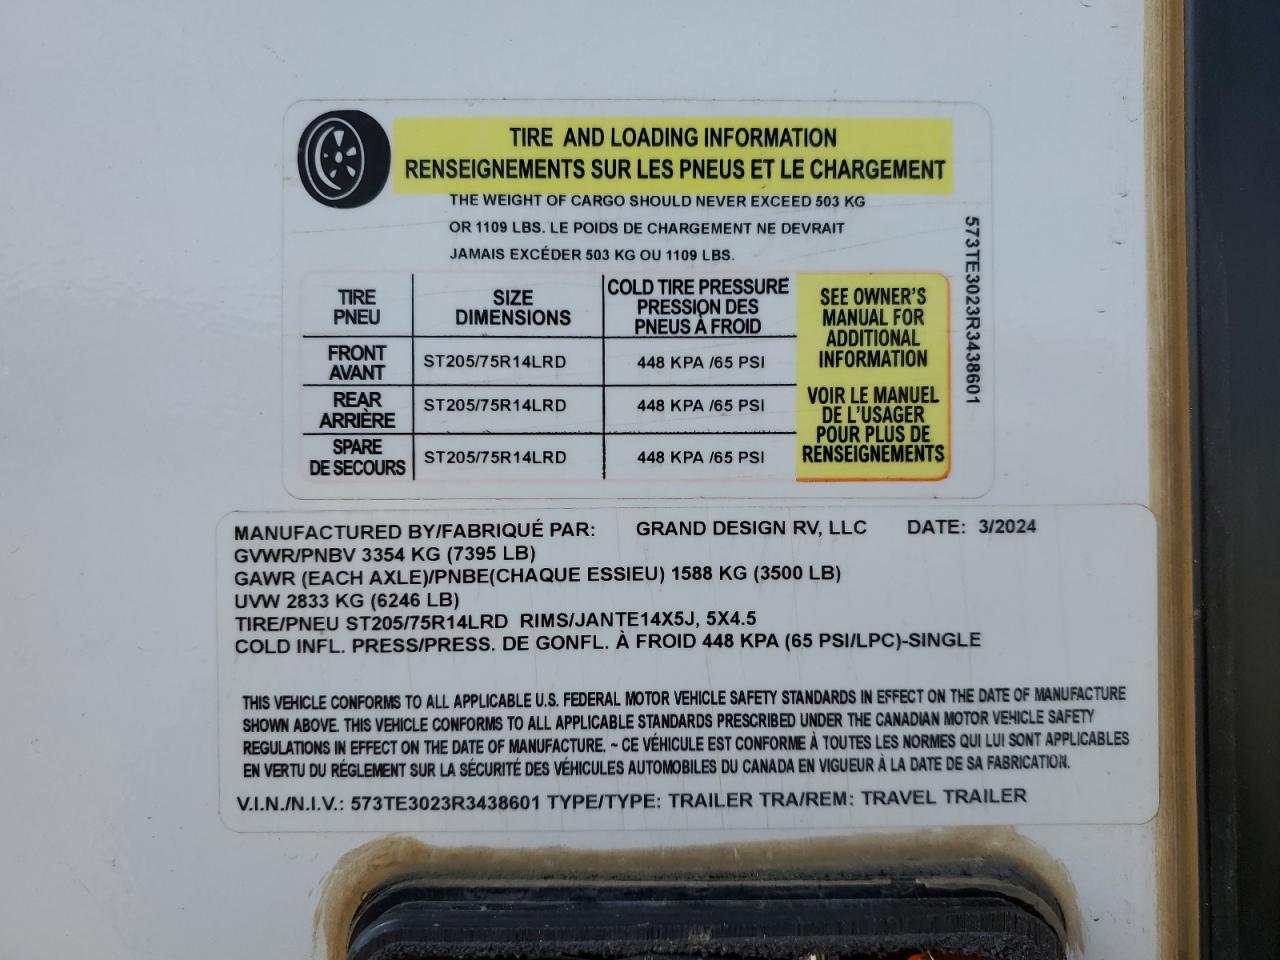 TIRE AND LOADING INFORMATION
RENSEIGNEMENTS SUR LES PNEUS ET LE CHARGEMENT
THE WEIGHT OF CARGO SHOULD NEVER EXCEED 503 KG
OR 1109 LBS. LE POIDS DE CHARGEMENT NE DEVRAIT
JAMAIS EXCÉDER 503 KG OU 1109 LBS.
TIRE
PNEU
SIZE
DIMENSIONS
COLD TIRE PRESSURE
PRESSION DES
PNEUS À FROID
FRONT
AVANT
ST205/75R14LRD
448 KPA /65 PSI
REAR
ARRIÈRE
ST205/75R14LRD
448 KPA /65 PSI
SPARE
DE SECOURS
ST205/75R14LRD
448 KPA /65 PSI
SEE OWNER'S
MANUAL FOR
ADDITIONAL
INFORMATION
VOIR LE MANUEL
DE L'USAGER
POUR PLUS DE
RENSEIGNEMENTS
573TE3023R3438601
MANUFACTURED BY/FABRIQUÉ PAR: GRAND DESIGN RV, LLC DATE: 3/2024
GVWR/PNBV 3354 KG (7395 LB)
GAWR (EACH AXLE)/PNBE(CHAQUE ESSIEU) 1588 KG (3500 LB)
UVW 2833 KG (6246 LB)
TIRE/PNEU ST205/75R14LRD RIMS/JANTE14X5J, 5X4.5
COLD INFL. PRESS/PRESS. DE GONFL. À FROID 448 KPA (65 PSI/LPC)-SINGLE
THIS VEHICLE CONFORMS TO ALL APPLICABLE U.S. FEDERAL MOTOR VEHICLE SAFETY STANDARDS IN EFFECT ON THE DATE OF MANUFACTURE
SHOWN ABOVE. THIS VEHICLE CONFORMS TO ALL APPLICABLE STANDARDS PRESCRIBED UNDER THE CANADIAN MOTOR VEHICLE SAFETY
REGULATIONS IN EFFECT ON THE DATE OF MANUFACTURE. ~ CE VÉHICULE EST CONFORME À TOUTES LES NORMES QUI LUI SONT APPLICABLES
EN VERTU DU RÉGLEMENT SUR LA SÉCURITÉ DES VÉHICULES AUTOMOBILES DU CANADA EN VIGUEUR À LA DATE DE SA FABRICATION.
V.I.N./N.I.V.: 573TE3023R3438601 TYPE/TYPE: TRAILER TRA/REM: TRAVEL TRAILER